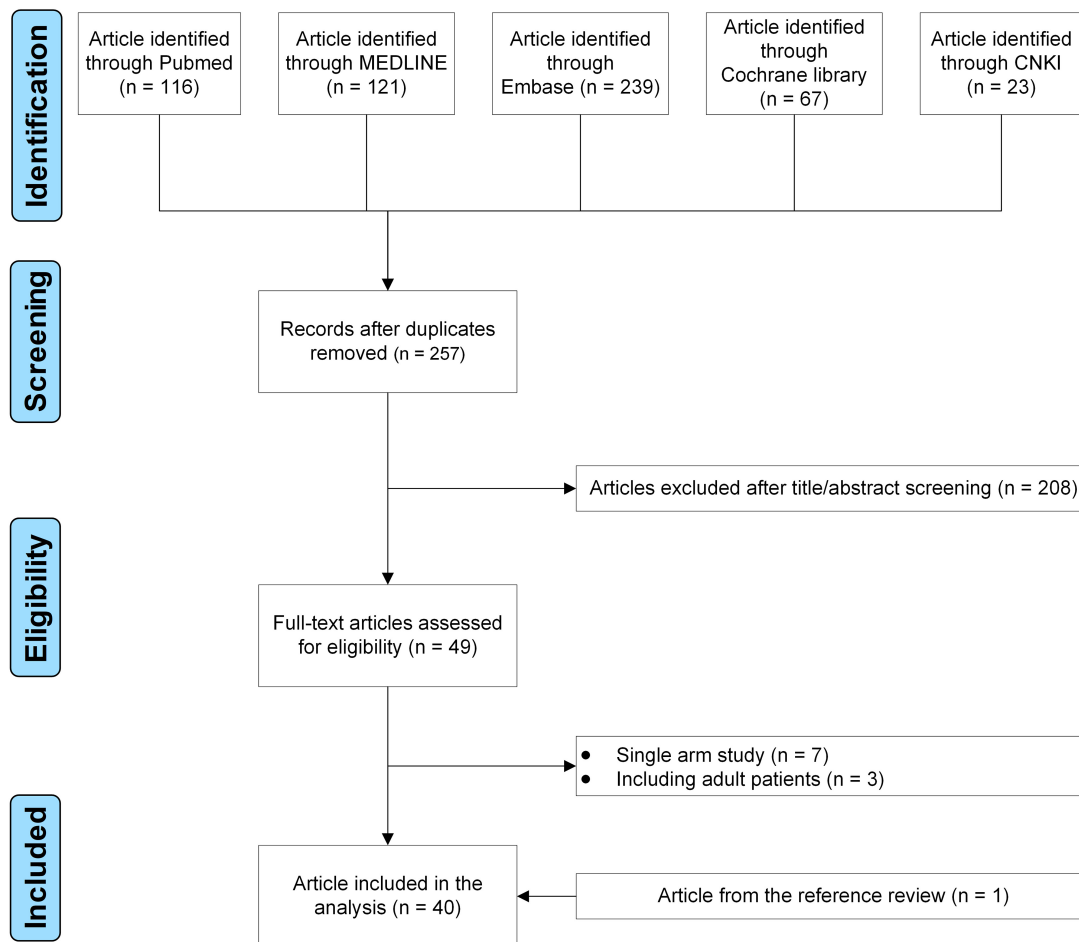 Identification
Article identified
through Pubmed
(n = 116)
Article identified
through MEDLINE
(n = 121)
Article identified
through
Embase (n = 239)
Article identified
through
Cochrane library
(n = 67)
Article identified
through CNKI
(n = 23)
Screening
Records after duplicates
removed (n = 257)
Articles excluded after title/abstract screening (n = 208)
Eligibility
Full-text articles assessed
for eligibility (n = 49)
● Single arm study (n = 7)
● Including adult patients (n = 3)
Included
Article included in the
analysis (n = 40)
Article from the reference review (n = 1)